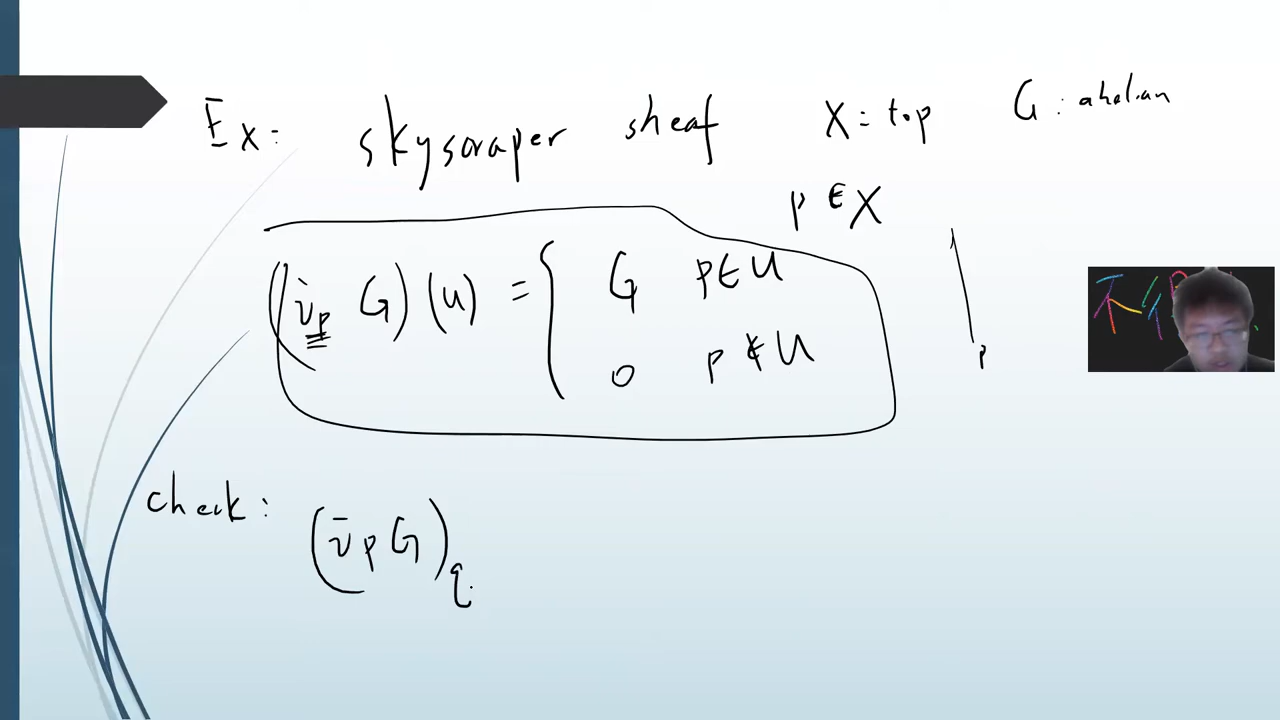 Ex: skyscraper sheaf X = top G : abelian
p ∈ X
(i_p G)(U) = { G p ∈ U
0 p ∉ U
p
check: (i_p G)_q